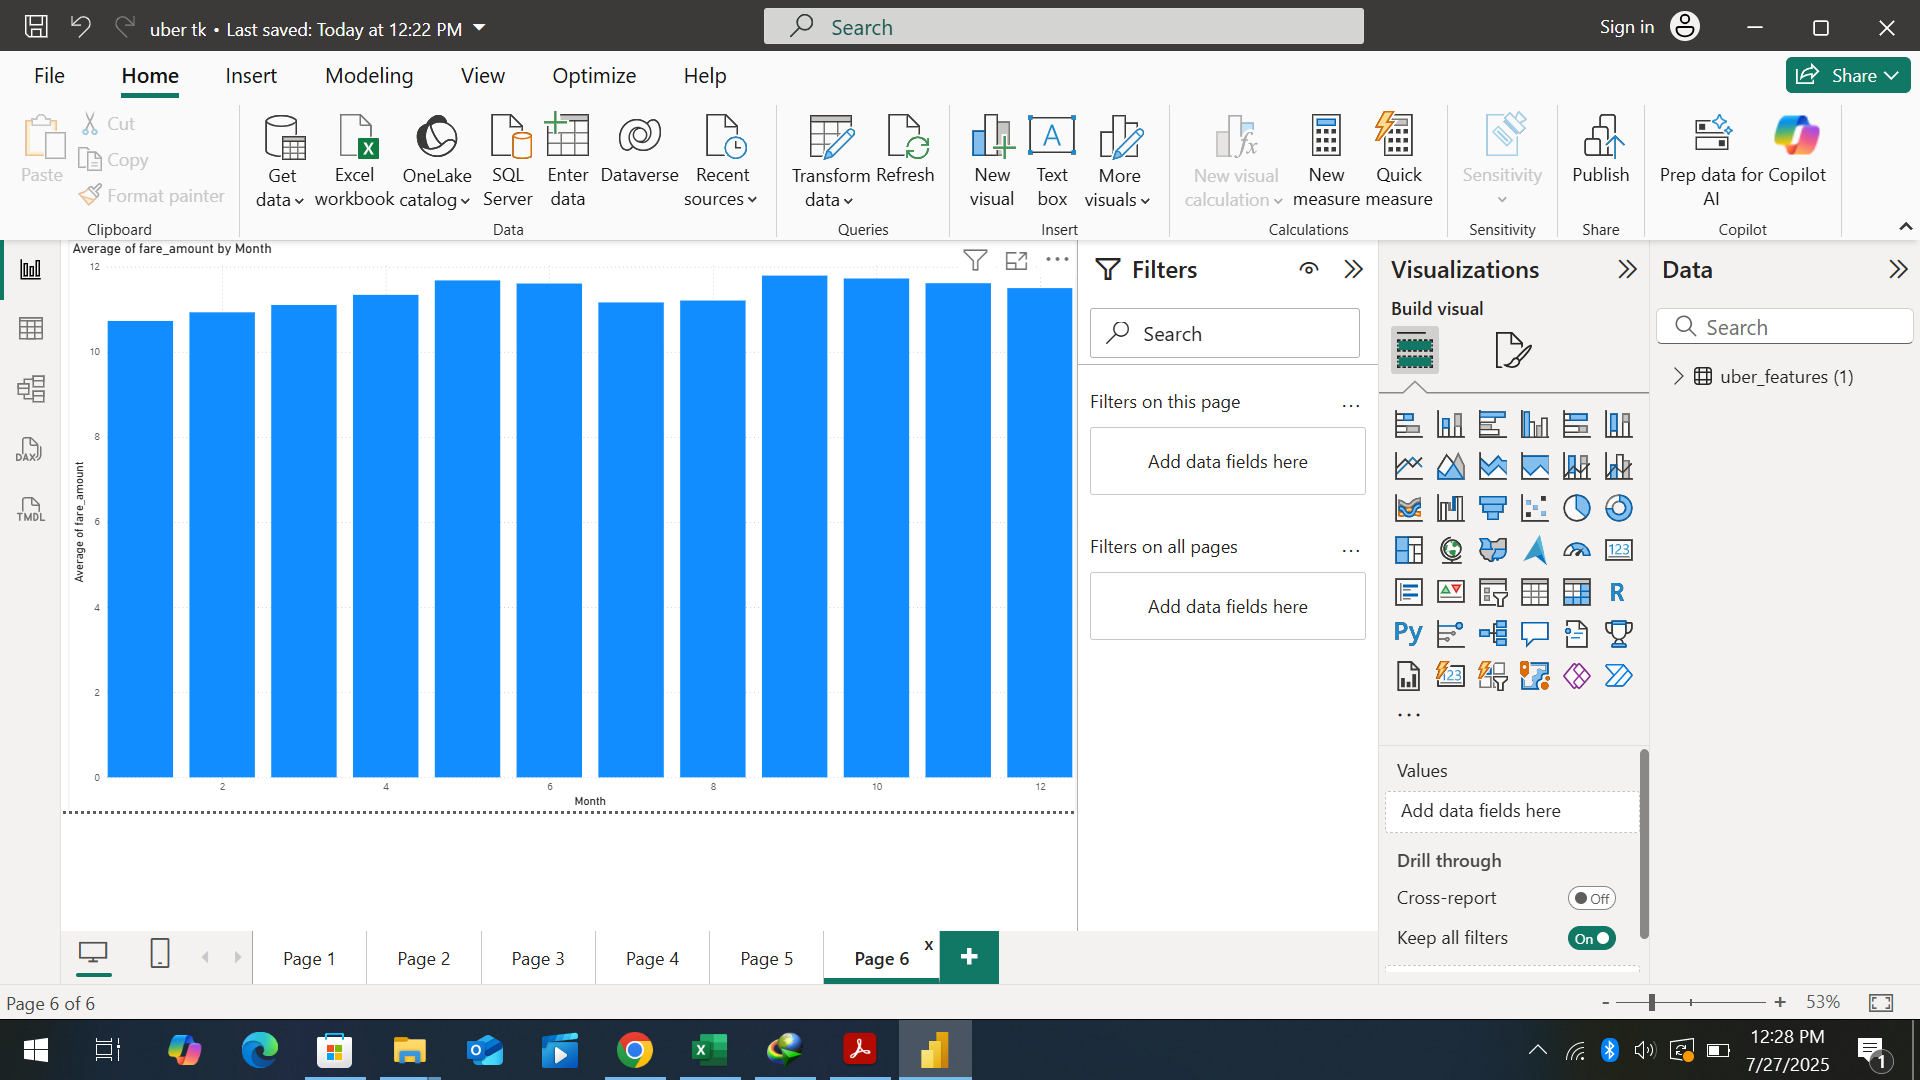 uber tk • Last saved: Today at 12:22 PM
Search
Sign in
File
Home
Insert
Modeling
View
Optimize
Help
Share
Paste
Cut
Copy
Format painter
Clipboard
Get data
Excel workbook
OneLake catalog
SQL Server
Enter data
Dataverse
Recent sources
Data
Transform data
Refresh
Queries
New visual
Text box
More visuals
Insert
New visual calculation
New measure
Quick measure
Calculations
Sensitivity
Sensitivity
Publish
Share
Prep data for AI
Copilot
Copilot
DAX
TMDL
Average of fare_amount by Month
12
10
8
6
4
2
0
Average of fare_amount
2
4
6
8
10
12
Month
Filters
Search
Filters on this page
...
Add data fields here
Filters on all pages
...
Add data fields here
Visualizations
Build visual
123
R
Py
123
...
Values
Add data fields here
Drill through
Cross-report
Off
Keep all filters
On
Data
Search
uber_features (1)
Page 1
Page 2
Page 3
Page 4
Page 5
Page 6
x
+
Page 6 of 6
-
+
53%
12:28 PM
7/27/2025
1